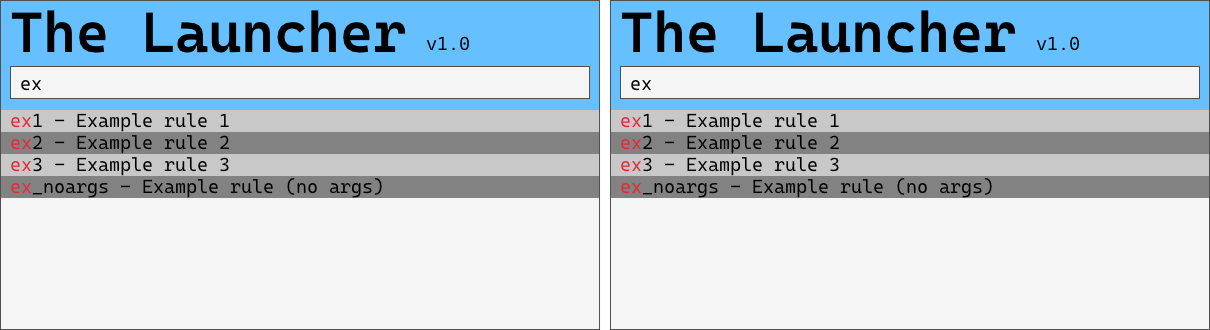 The Launcher v1.0
ex
ex1 - Example rule 1
ex2 - Example rule 2
ex3 - Example rule 3
ex_noargs - Example rule (no args)
The Launcher v1.0
ex
ex1 - Example rule 1
ex2 - Example rule 2
ex3 - Example rule 3
ex_noargs - Example rule (no args)